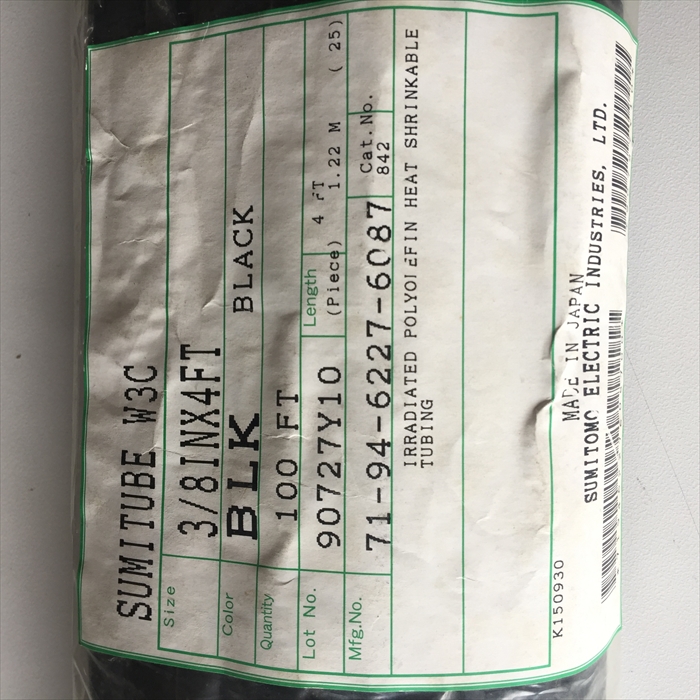 SUMITUBE W3C
Size 3/8INX4FT
Color BLK BLACK
Quantity 100 FT
Lot No. 90727Y10 Length (Piece) 4 FT 1.22 M ( 25)
Mfg.No. 71-94-6227-6087 Cat.No. 842
IRRADIATED POLYOLEFIN HEAT SHRINKABLE
TUBING
MADE IN JAPAN
K150930 SUMITOMO ELECTRIC INDUSTRIES, LTD.